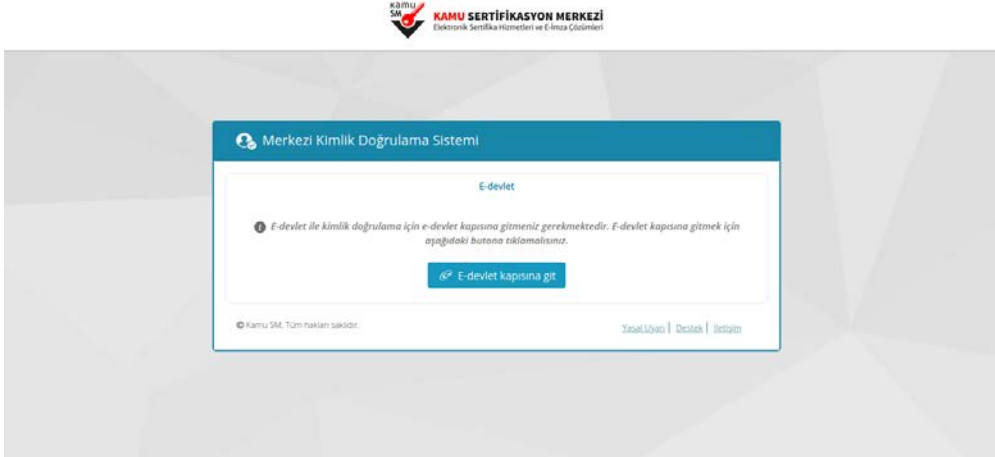 kamu
SM
KAMU SERTİFİKASYON MERKEZİ
Elektronik Sertifika Hizmetleri ve E-İmza Çözümleri
Merkezi Kimlik Doğrulama Sistemi
E-devlet
E-devlet ile kimlik doğrulama için e-devlet kapısına gitmeniz gerekmektedir. E-devlet kapısına gitmek için
aşağıdaki butona tıklamalısınız.
E-devlet kapısına git
© Kamu SM, Tüm hakları saklıdır.
Yasal Uyarı | Destek | İletişim